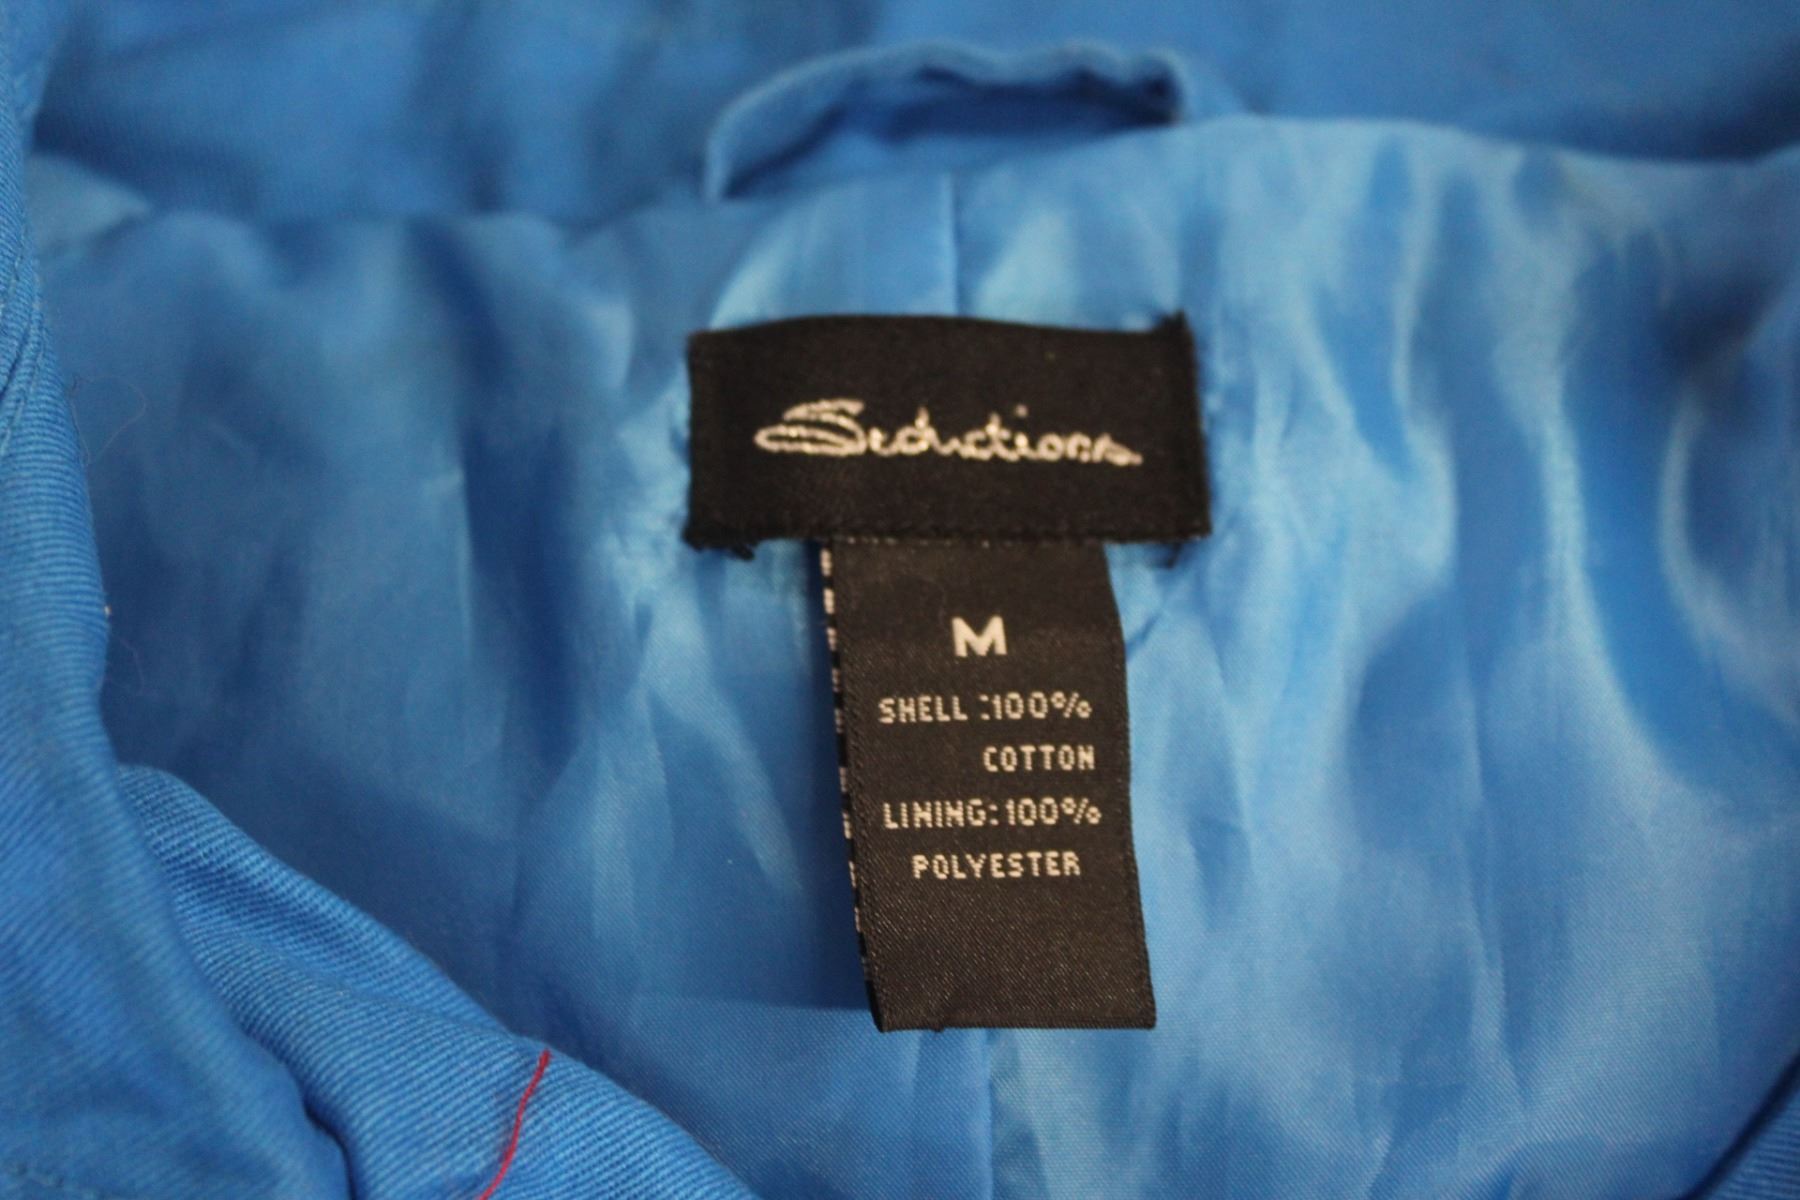 Seductions
M
SHELL:100%
COTTON
LINING:100%
POLYESTER